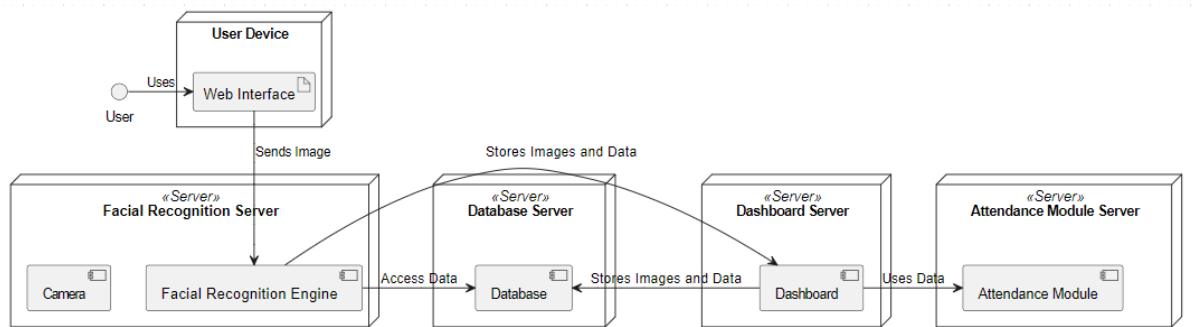 User Device
Web Interface
Uses
User
Sends Image
Stores Images and Data
«Server»
Facial Recognition Server
Camera
Facial Recognition Engine
Access Data
«Server»
Database Server
Database
Stores Images and Data
«Server»
Dashboard Server
Dashboard
Uses Data
«Server»
Attendance Module Server
Attendance Module